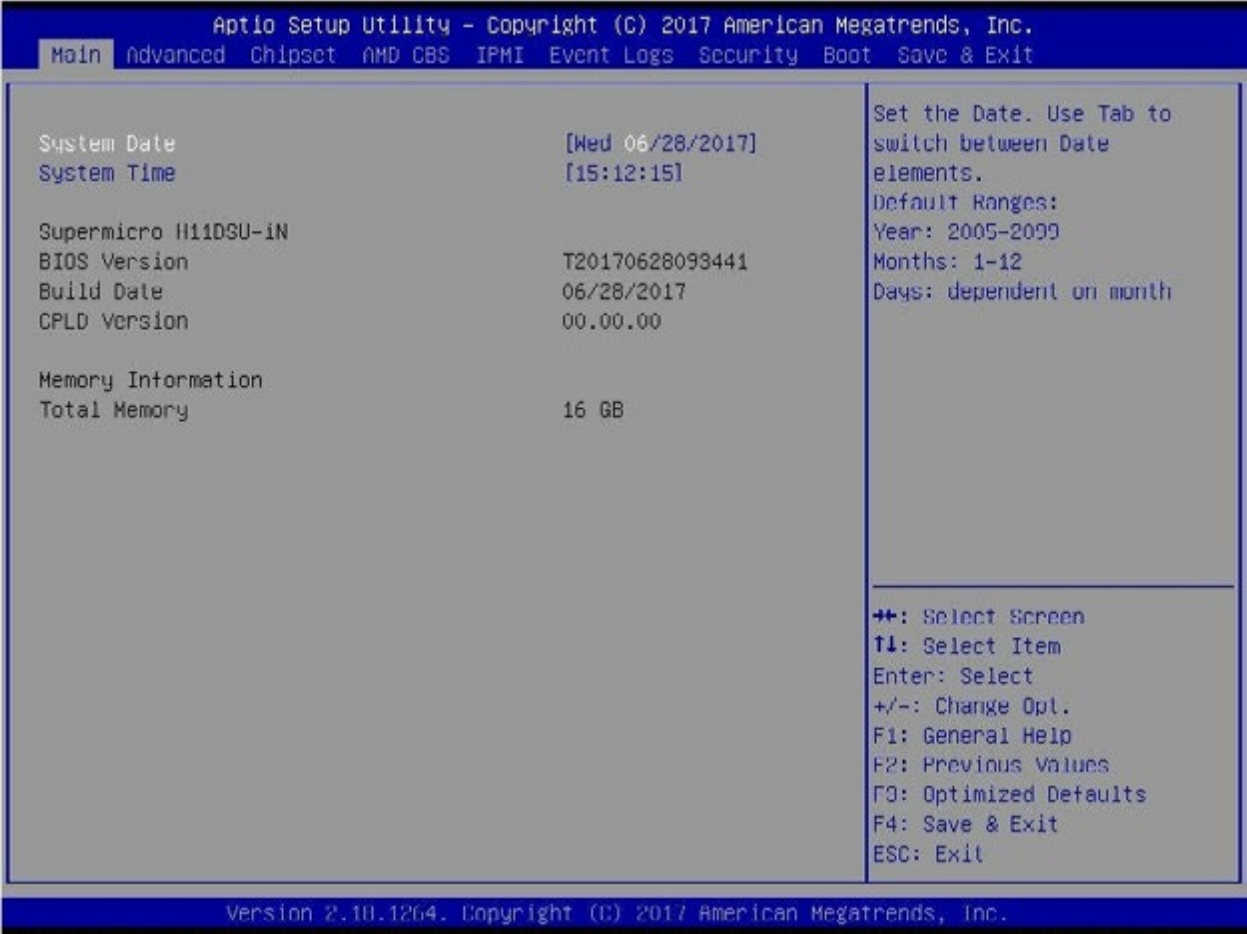 Aptio Setup Utility - Copyright (C) 2017 American Megatrends, Inc.
Main Advanced Chipset AMD CBS IPMI Event Logs Security Boot Save & Exit
System Date [Wed 06/28/2017]
System Time [15:12:15]
Supermicro H11DSU-iN
BIOS Version T20170628093441
Build Date 06/28/2017
CPLD Version 00.00.00
Memory Information
Total Memory 16 GB
Set the Date. Use Tab to
switch between Date
elements.
Default Ranges:
Year: 2005-2099
Months: 1-12
Days: dependent on month
→←: Select Screen
↑↓: Select Item
Enter: Select
+/-: Change Opt.
F1: General Help
F2: Previous Values
F3: Optimized Defaults
F4: Save & Exit
ESC: Exit
Version 2.18.1264. Copyright (C) 2017 American Megatrends, Inc.